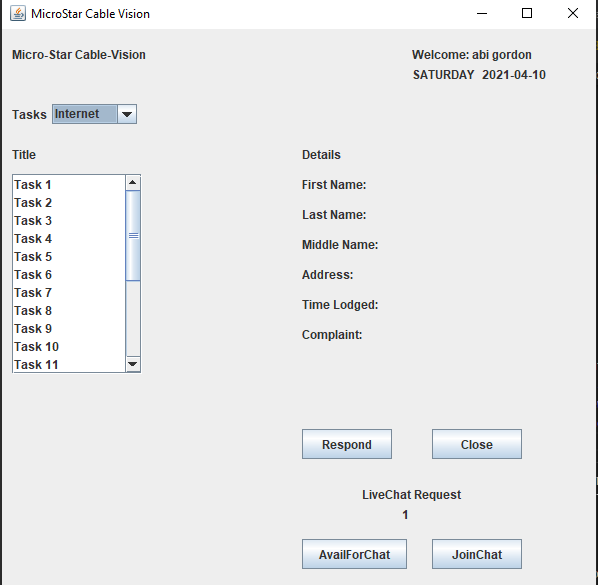 MicroStar Cable Vision
Micro-Star Cable-Vision
Welcome: abi gordon
SATURDAY 2021-04-10
Tasks Internet
Title
Task 1
Task 2
Task 3
Task 4
Task 5
Task 6
Task 7
Task 8
Task 9
Task 10
Task 11
Details
First Name:
Last Name:
Middle Name:
Address:
Time Lodged:
Complaint:
Respond Close
LiveChat Request
1
AvailForChat JoinChat